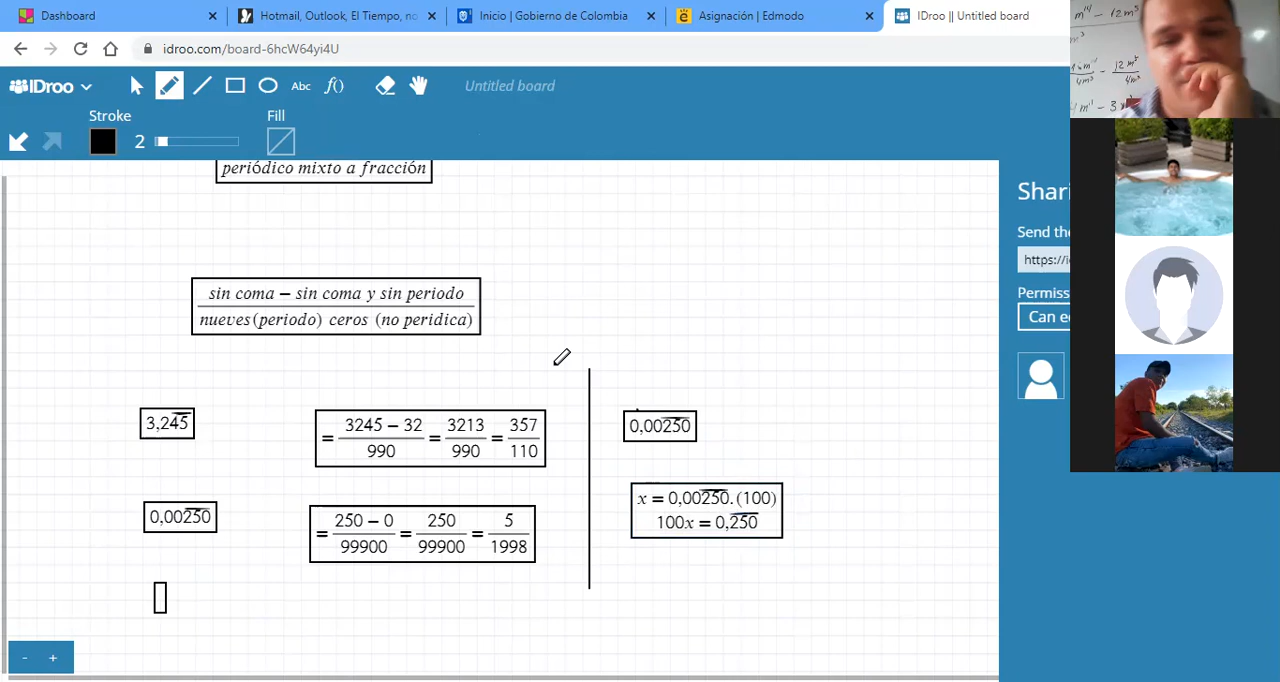 Dashboard
Hotmail, Outlook, El Tiempo, no
Inicio | Gobierno de Colombia
Asignación | Edmodo
IDroo || Untitled board
idroo.com/board-6hcW64yi4U
IDroo
Abc
f()
Untitled board
Stroke
Fill
2
periódico mixto a fracción
sin coma − sin coma y sin periodo
nueves(periodo) (no perídica)
3,245
= 3245 − 32 / 990 = 3213 / 990 = 357 / 110
0,00250
= 250 − 0 / 99900 = 250 / 99900 = 5 / 1998
0,00250
x = 0,00250.(100)
100x = 0,250
Shari
Send the
https://i
Permiss
Can e
- +
m¹⁴ − 12m⁵